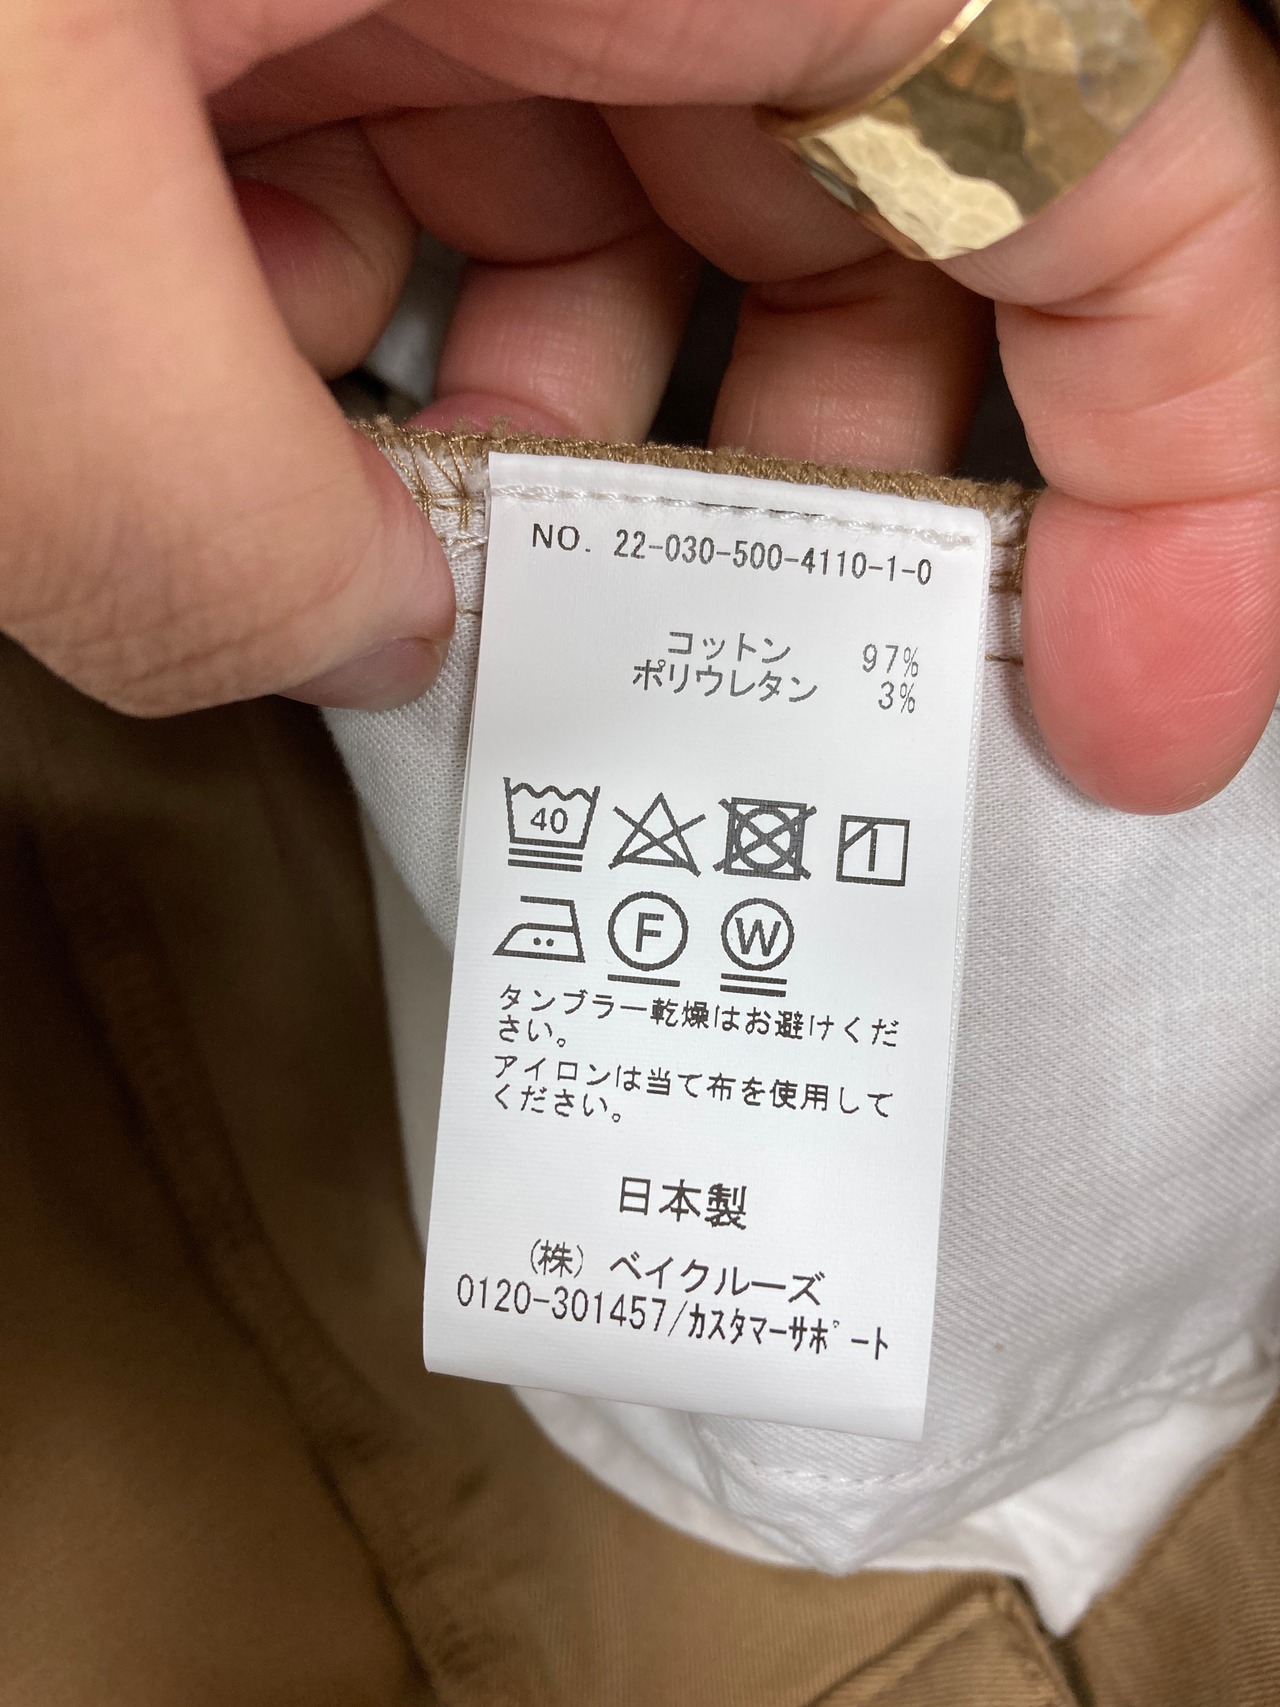 NO. 22-030-500-4110-1-0
コットン 97%
ポリウレタン 3%
40
F W
タンブラー乾燥はお避けくだ
さい。
アイロンは当て布を使用して
ください。
日本製
(株) ベイクルーズ
0120-301457/カスタマーサポート